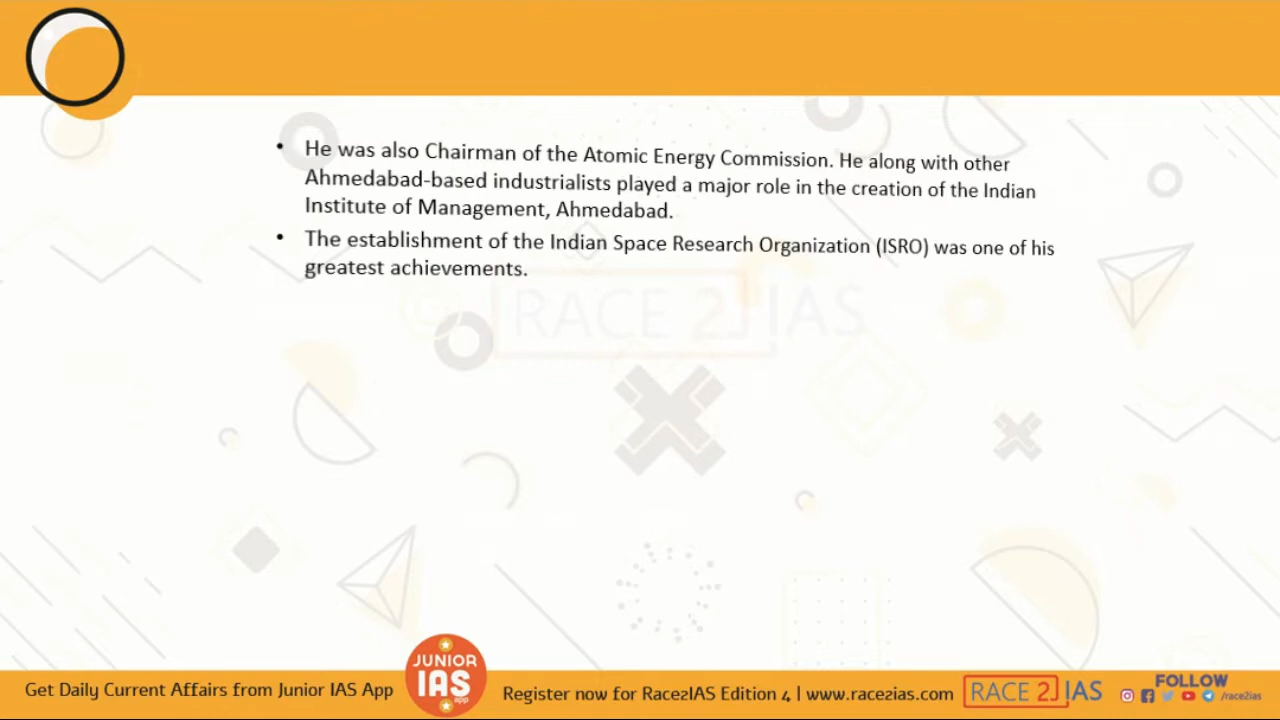 • He was also Chairman of the Atomic Energy Commission. He along with other
Ahmedabad-based industrialists played a major role in the creation of the Indian
Institute of Management, Ahmedabad.
• The establishment of the Indian Space Research Organization (ISRO) was one of his
greatest achievements.
RACE 2 IAS
Get Daily Current Affairs from Junior IAS App
JUNIOR
IAS
app
Register now for Race2IAS Edition 4 | www.race2ias.com
RACE 2 IAS
FOLLOW
/race2ias